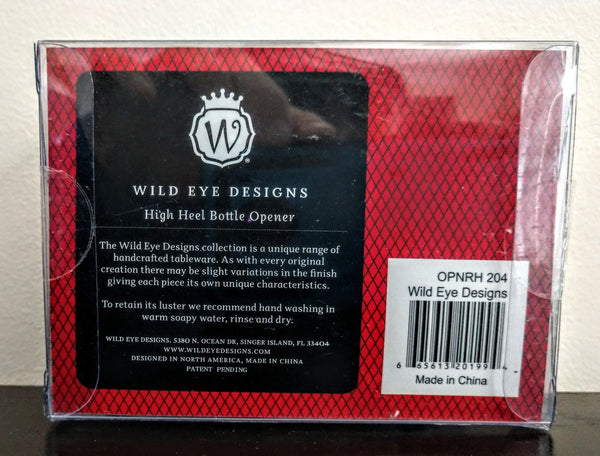 W
®
WILD EYE DESIGNS
High Heel Bottle Opener
The Wild Eye Designs collection is a unique range of
handcrafted tableware. As with every original
creation there may be slight variations in the finish
giving each piece its own unique characteristics.
To retain its luster we recommend hand washing in
warm soapy water, rinse and dry.
WILD EYE DESIGNS. 5380 N. OCEAN DR, SINGER ISLAND, FL 33404
WWW.WILDEYEDESIGNS.COM
DESIGNED IN NORTH AMERICA, MADE IN CHINA
PATENT PENDING
OPNRH 204
Wild Eye Designs
6 65613 20199 4
Made in China